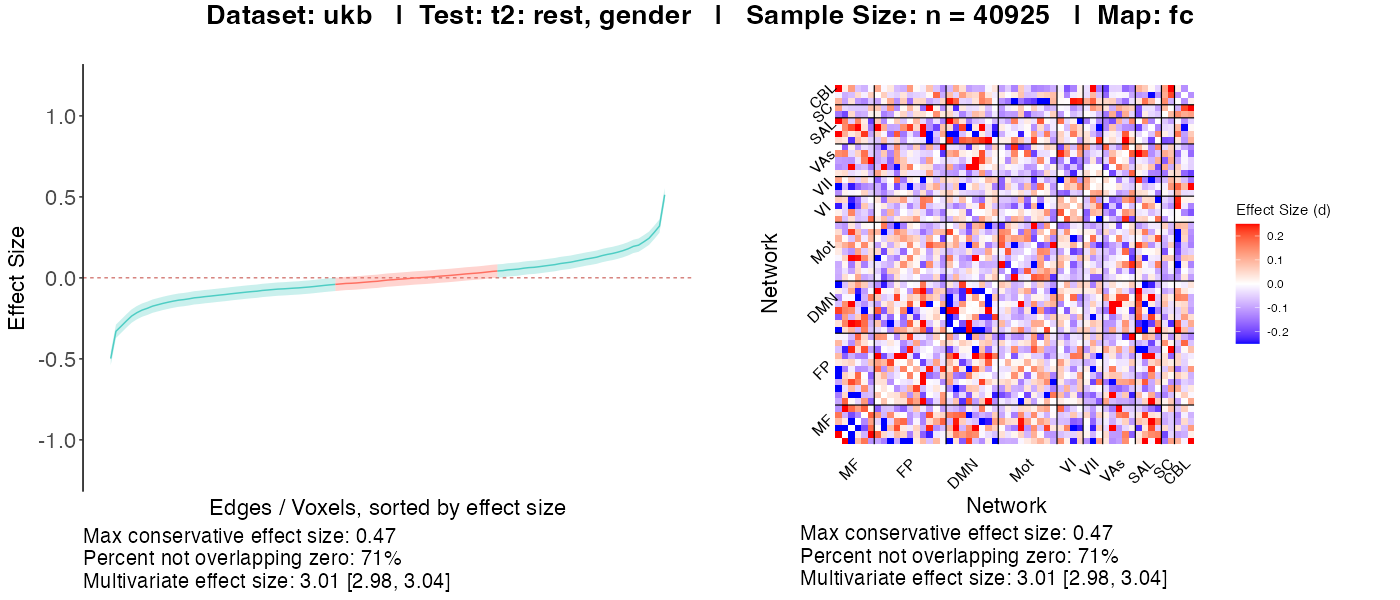 Dataset: ukb | Test: t2: rest, gender | Sample Size: n = 40925 | Map: fc
Effect Size
1.0
0.5
0.0
-0.5
-1.0
Edges / Voxels, sorted by effect size
Max conservative effect size: 0.47
Percent not overlapping zero: 71%
Multivariate effect size: 3.01 [2.98, 3.04]
Network
CBL
SC
SAL
VAs
VII
VI
Mot
DMN
FP
MF
MF
FP
DMN
Mot
VI
VII
VAs
SAL
SC
CBL
Network
Max conservative effect size: 0.47
Percent not overlapping zero: 71%
Multivariate effect size: 3.01 [2.98, 3.04]
Effect Size (d)
0.2
0.1
0.0
-0.1
-0.2